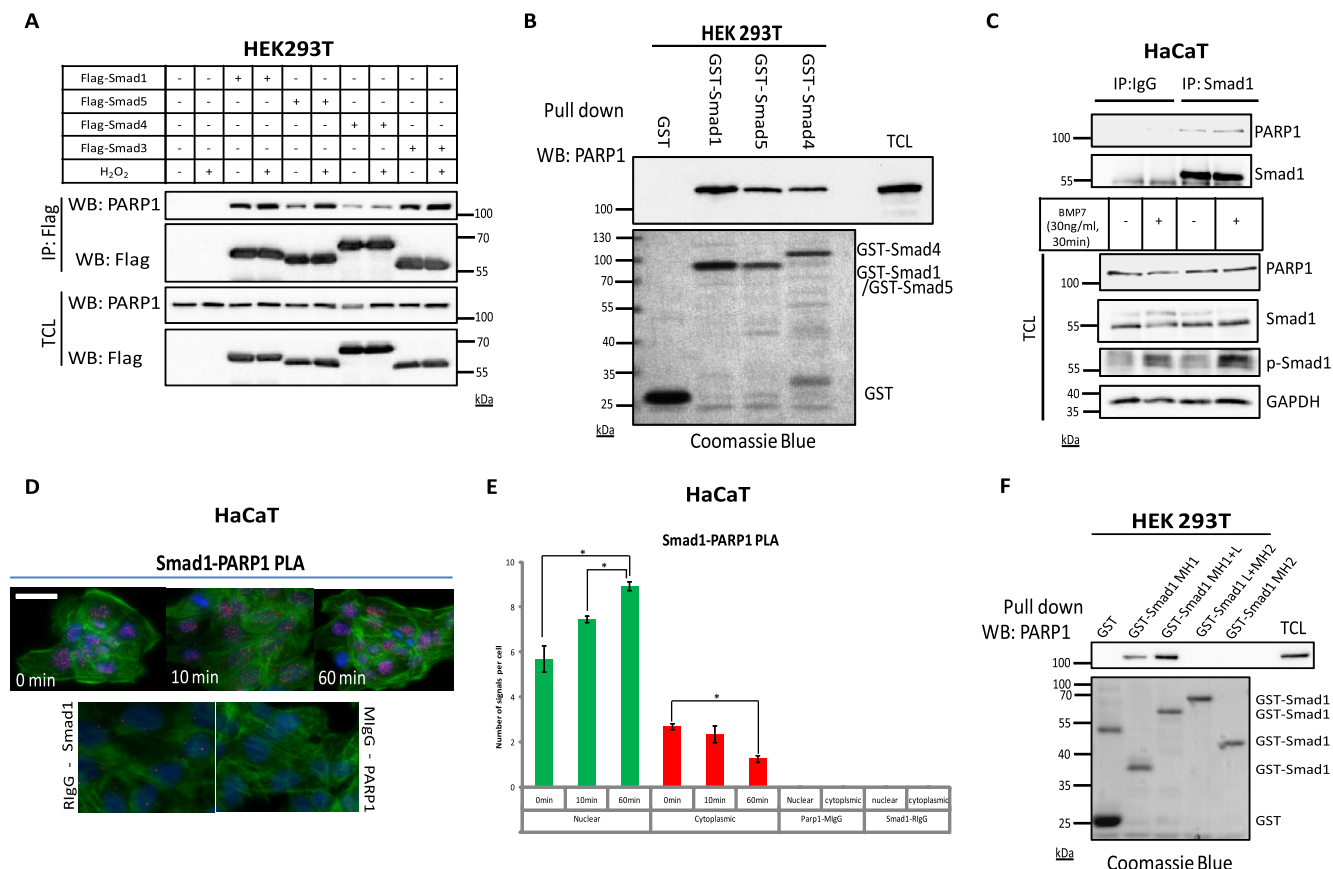 A
HEK293T
Flag-Smad1 - - + + - - - - - -
Flag-Smad5 - - - - + + - - - -
Flag-Smad4 - - - - - - + + - -
Flag-Smad3 - - - - - - - - + +
H₂O₂ - + - + - + - + - +
IP: Flag
WB: PARP1
100
WB: Flag
70
55
TCL
WB: PARP1
100
WB: Flag
70
55
kDa
B
HEK 293T
Pull down
GST
GST-Smad1
GST- Smad5
GST- Smad4
TCL
WB: PARP1
100
130
100
70
55
40
35
25
kDa
GST-Smad4
GST-Smad1
/GST-Smad5
GST
Coomassie Blue
C
HaCaT
IP:IgG
IP: Smad1
100
PARP1
55
Smad1
BMP7
(30ng/ml,
30min)
- + - +
TCL
100
PARP1
55
Smad1
55
p-Smad1
40
35
GAPDH
kDa
D
HaCaT
Smad1-PARP1 PLA
0 min
10 min
60 min
RIgG - Smad1
MIgG - PARP1
E
HaCaT
Smad1-PARP1 PLA
Number of signals per cell
10
8
6
4
2
0
* * *
0min 10min 60min 0min 10min 60min Nuclear cytoplsmic nuclear cytoplasmic
Nuclear Cytoplasmic Parp1-MIgG Smad1-RIgG
F
HEK 293T
Pull down
WB: PARP1
GST
GST-Smad1 MH1
GST-Smad1 MH1+L
GST-Smad1 L+MH2
GST-Smad1 MH2
TCL
100
100
70
55
40
35
25
kDa
GST-Smad1
GST-Smad1
GST-Smad1
GST-Smad1
GST
Coomassie Blue